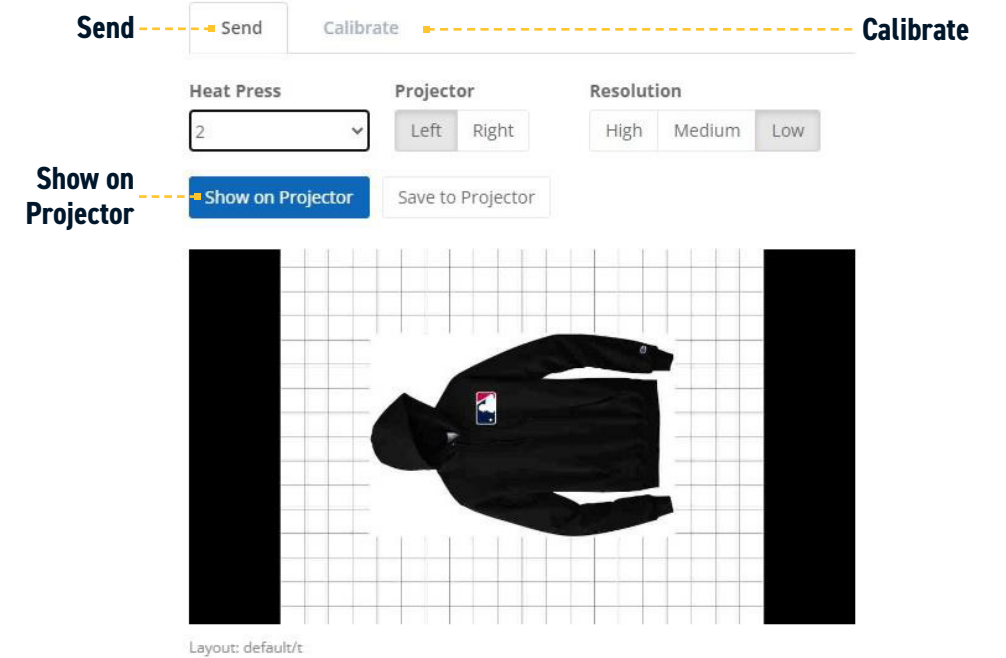 Send
Send
Calibrate
Calibrate
Heat Press
Projector
Resolution
2
Left
Right
High
Medium
Low
Show on
Projector
Show on Projector
Save to Projector
Layout: default/t